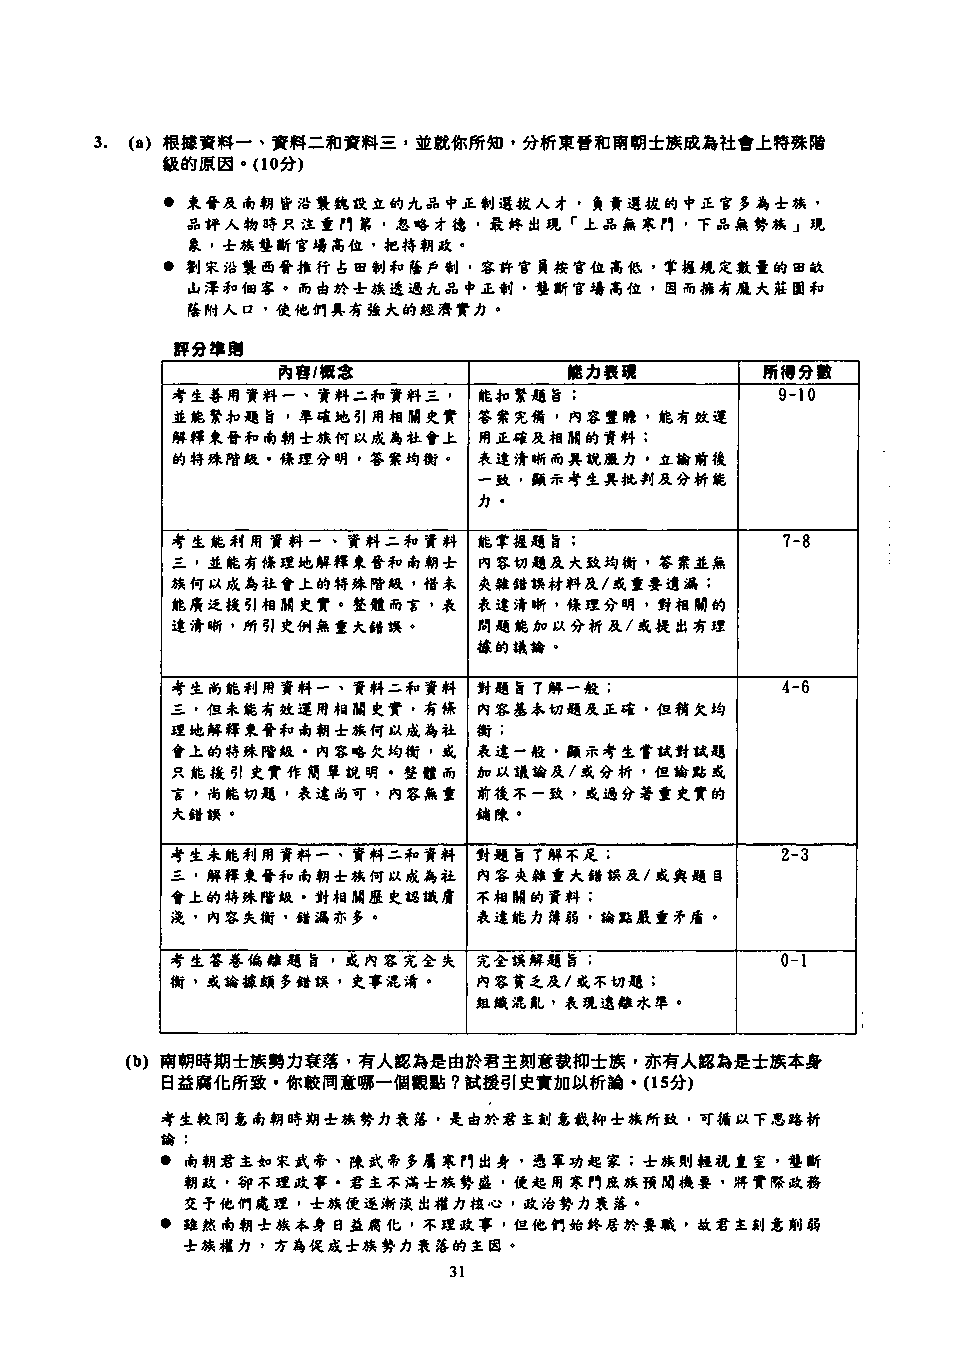 3. (a) 根據資料一、資料二和資料三，並就你所知，分析東晉和南朝士族成為社會上特殊階
級的原因。(10分)
● 東晉及南朝皆沿襲魏設立的九品中正制選拔人才，負責選拔的中正官多為士族，
品評人物時只注重門第，忽略才德，最終出現「上品無寒門，下品無勢族」現
象，士族壟斷官場高位，把持朝政。
● 劉宋沿襲西晉推行占田制和蔭戶制，容許官員按官位高低，掌握規定數量的田畝
山澤和佃客。而由於士族透過九品中正制，壟斷官場高位，因而擁有龐大莊園和
蔭附人口，使他們具有強大的經濟實力。
評分準則
內容/概念 能力表現 所得分數
考生善用資料一、資料二和資料三，
並能緊扣題旨，準確地引用相關史實
解釋東晉和南朝士族何以成為社會上
的特殊階級。條理分明，答案均衡。
能扣緊題旨；
答案完備，內容豐贍，能有效運
用正確及相關的資料；
表達清晰而具說服力，立論前後
一致，顯示考生具批判及分析能
力。
9-10
考生能利用資料一、資料二和資料
三，並能有條理地解釋東晉和南朝士
族何以成為社會上的特殊階級，惜未
能廣泛援引相關史實。整體而言，表
達清晰，所引史例無重大錯誤。
能掌握題旨；
內容切題及大致均衡，答案並無
夾雜錯誤材料及/或重要遺漏；
表達清晰，條理分明，對相關的
問題能加以分析及/或提出有理
據的議論。
7-8
考生尚能利用資料一、資料二和資料
三，但未能有效運用相關史實，有條
理地解釋東晉和南朝士族何以成為社
會上的特殊階級。內容略欠均衡，或
只能援引史實作簡單說明。整體而
言，尚能切題，表達尚可，內容無重
大錯誤。
對題旨了解一般；
內容基本切題及正確，但稍欠均
衡；
表達一般，顯示考生嘗試對試題
加以議論及/或分析，但論點或
前後不一致，或過分著重史實的
鋪陳。
4-6
考生未能利用資料一、資料二和資料
三，解釋東晉和南朝士族何以成為社
會上的特殊階級。對相關歷史認識膚
淺，內容失衡，錯漏亦多。
對題旨了解不足；
內容夾雜重大錯誤及/或與題目
不相關的資料；
表達能力薄弱，論點嚴重矛盾。
2-3
考生答卷偏離題旨，或內容完全失
衡，或論據頗多錯誤，史事混淆。
完全誤解題旨；
內容貧乏及/或不切題；
組織混亂，表現遠離水準。
0-1
(b) 南朝時期士族勢力衰落，有人認為是由於君主刻意裁抑士族，亦有人認為是士族本身
日益腐化所致。你較同意哪一個觀點？試援引史實加以析論。(15分)
考生較同意南朝時期士族勢力衰落，是由於君主刻意裁抑士族所致，可循以下思路析
論：
● 南朝君主如宋武帝、陳武帝多屬寒門出身，憑軍功起家；士族則輕視皇室，壟斷
朝政，卻不理政事。君主不滿士族勢盛，便起用寒門庶族預聞機要，將實際政務
交予他們處理，士族便逐漸淡出權力核心，政治勢力衰落。
● 雖然南朝士族本身日益腐化，不理政事，但他們始終居於要職，故君主刻意削弱
士族權力，方為促成士族勢力衰落的主因。
31